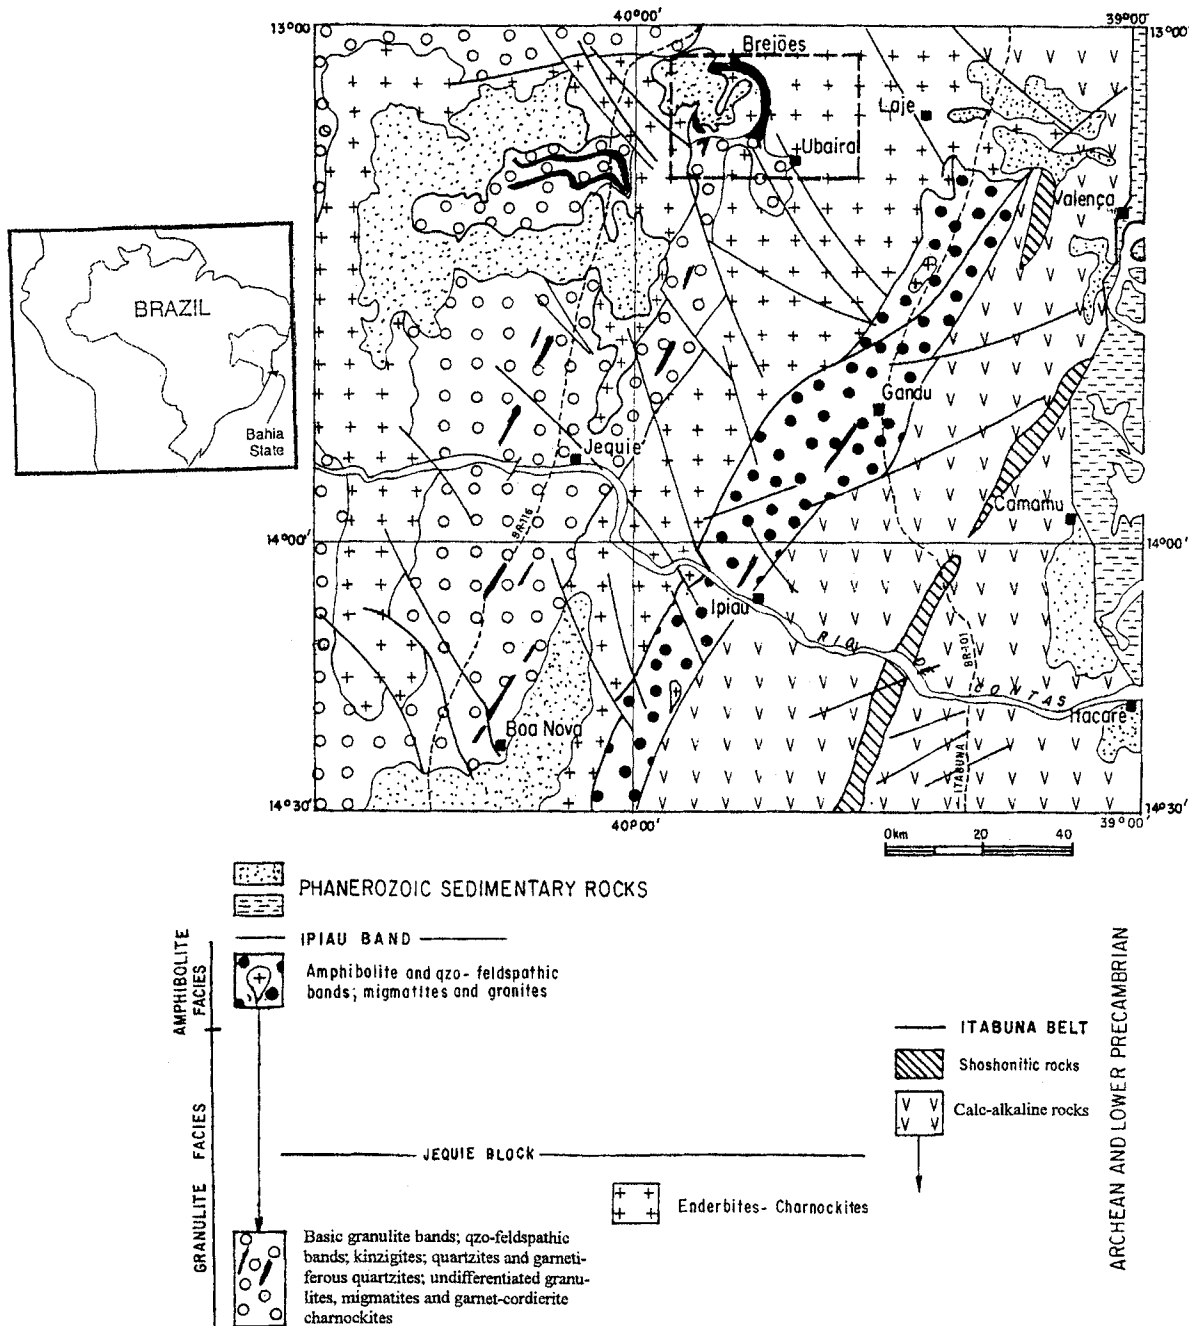 40°00'
39°00'
13°00'
13°00'
Brejões
Laje
Ubaira
Valença
BRAZIL
Bahia
State
Gandu
Jequie
BR-116
Camamu
14°00'
14°00'
Ipiau
RIO
BR-101
CONTAS
Itacaré
Boa Nova
ITABUNA
14°30'
14°30'
40°00'
39°00'
0km 20 40
PHANEROZOIC SEDIMENTARY ROCKS
IPIAU BAND
AMPHIBOLITE
FACIES
Amphibolite and qzo- feldspathic
bands; migmatites and granites
ITABUNA BELT
Shoshonitic rocks
Calc-alkaline rocks
ARCHEAN AND LOWER PRECAMBRIAN
JEQUIE BLOCK
Enderbites- Charnockites
GRANULITE FACIES
Basic granulite bands; qzo-feldspathic
bands; kinzigites; quartzites and garneti-
ferous quartzites; undifferentiated granu-
lites, migmatites and garnet-cordierite
charnockites